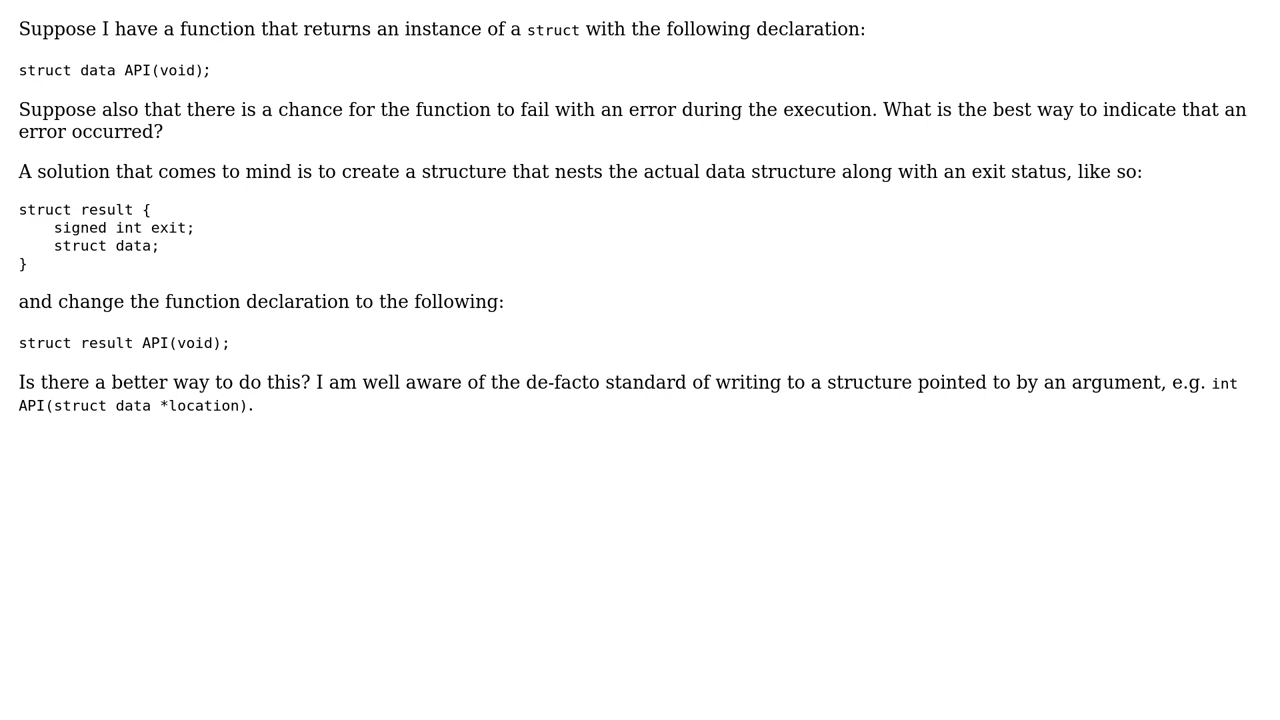 Suppose I have a function that returns an instance of a struct with the following declaration:
struct data API(void);
Suppose also that there is a chance for the function to fail with an error during the execution. What is the best way to indicate that an
error occurred?
A solution that comes to mind is to create a structure that nests the actual data structure along with an exit status, like so:
struct result {
    signed int exit;
    struct data;
}
and change the function declaration to the following:
struct result API(void);
Is there a better way to do this? I am well aware of the de-facto standard of writing to a structure pointed to by an argument, e.g. int
API(struct data *location).